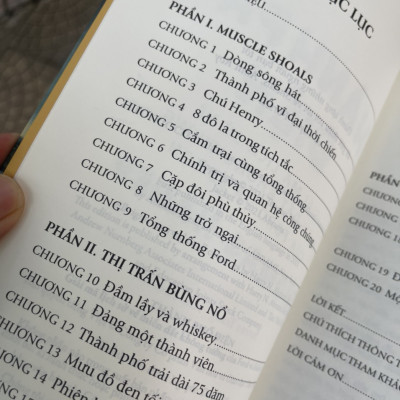 MỤC LỤC
PHẦN I. MUSCLE SHOALS
CHƯƠNG 1 Dòng sông hát
CHƯƠNG 2 Thành phố vĩ đại thời chiến
CHƯƠNG 3 Chú Henry
CHƯƠNG 4 8 đô la trong tích tắc
CHƯƠNG 5 Cắm trại cùng tổng thống
CHƯƠNG 6 Chính trị và quan hệ công chúng
CHƯƠNG 7 Cặp đôi phù thủy
CHƯƠNG 8 Những trở ngại
CHƯƠNG 9 Tổng thống Ford
PHẦN II. THỊ TRẤN BÙNG NỔ
CHƯƠNG 10 Đầm lầy và whiskey
CHƯƠNG 11 Đảng một thành viên
CHƯƠNG 12 Thành phố trải dài 75 dặm
CHƯƠNG 13 Mưu đồ đen
CHƯƠNG 14
PHẦN
CHƯƠNG
CHƯƠNG
CHƯƠNG 19
CHƯƠNG 20
LỜI KẾT
CHÚ THÍCH THÔNG
DANH MỤC THAM KHẢO
LỜI CẢM ƠN